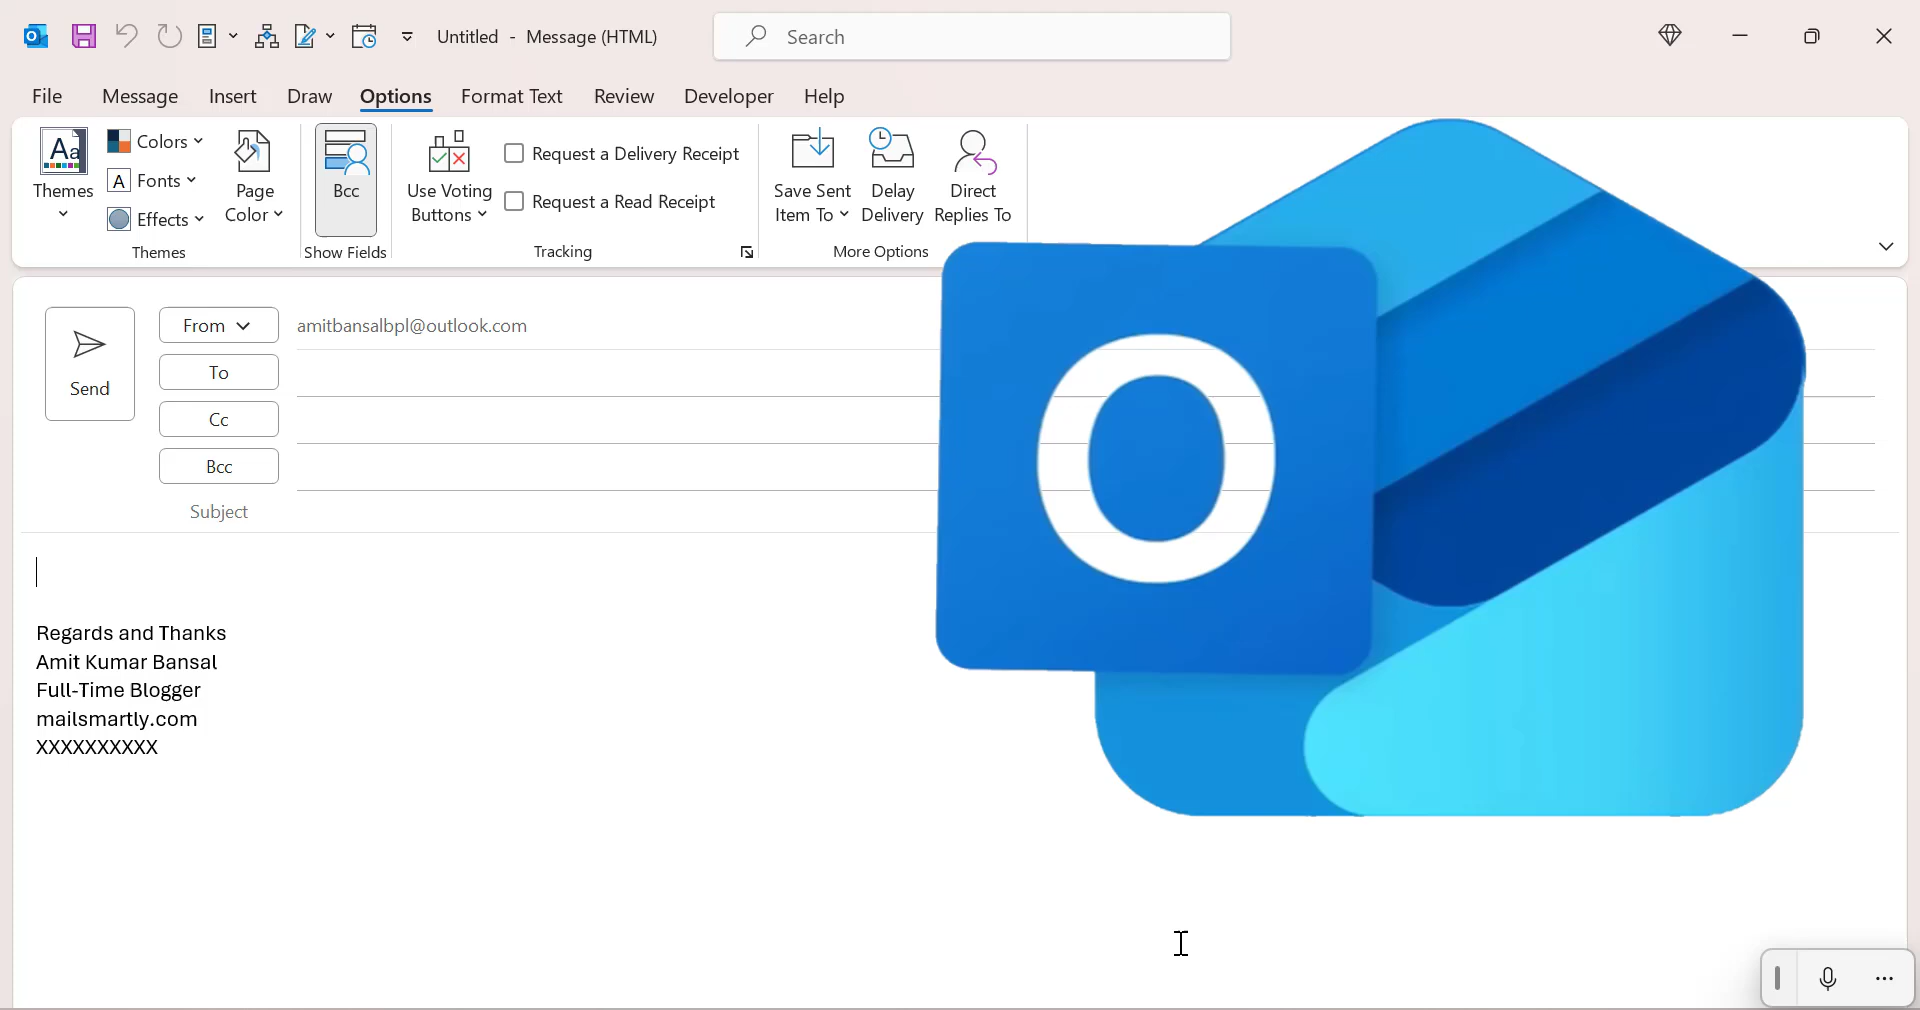 Untitled - Message (HTML)
Search
File Message Insert Draw Options Format Text Review Developer Help
Aa
Themes
Colors
A Fonts
Effects
Page
Color
Themes
Bcc
Show Fields
Use Voting
Buttons
Request a Delivery Receipt
Request a Read Receipt
Tracking
Save Sent
Item To
Delay
Delivery
Direct
Replies To
More Options
Send
From amitbansalbpl@outlook.com
To
Cc
Bcc
Subject
O
Regards and Thanks
Amit Kumar Bansal
Full-Time Blogger
mailsmartly.com
XXXXXXXXXX